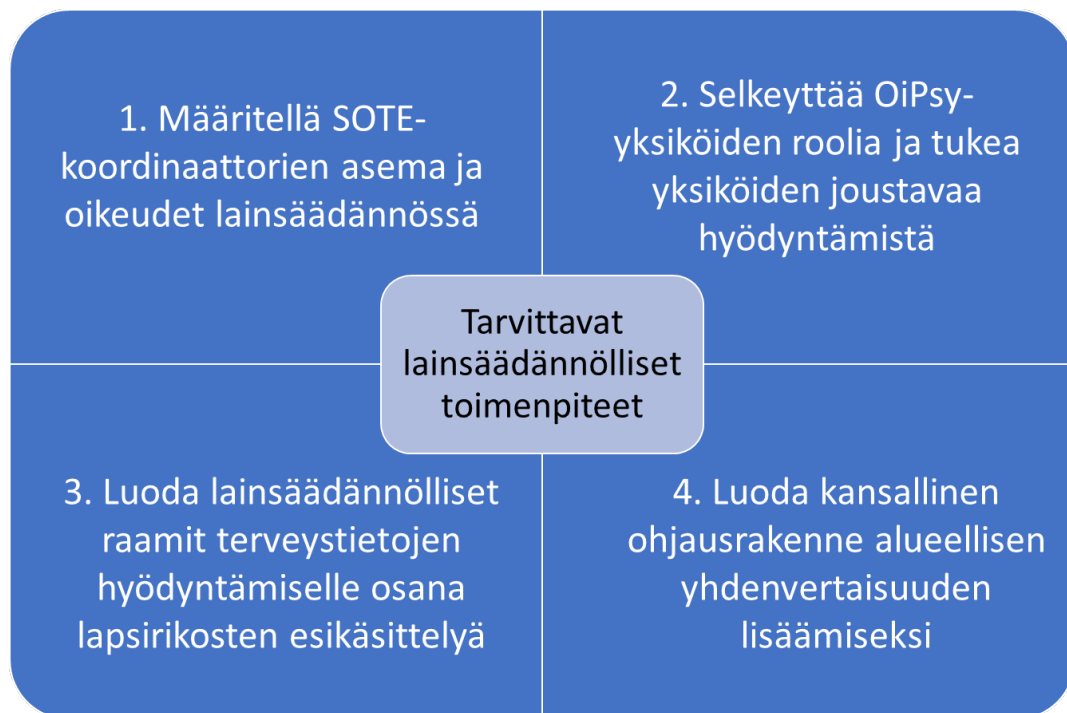 1. Määritellä SOTE-
koordinaattorien asema ja
oikeudet lainsäädännössä
2. Selkeyttää OiPsy-
yksiköiden roolia ja tukea
yksiköiden joustavaa
hyödyntämistä
Tarvittavat
lainsäädännölliset
toimenpiteet
3. Luoda lainsäädännölliset
raamit terveystietojen
hyödyntämiselle osana
lapsirikosten esikäsittelyä
4. Luoda kansallinen
ohjausrakenne alueellisen
yhdenvertaisuuden
lisäämiseksi